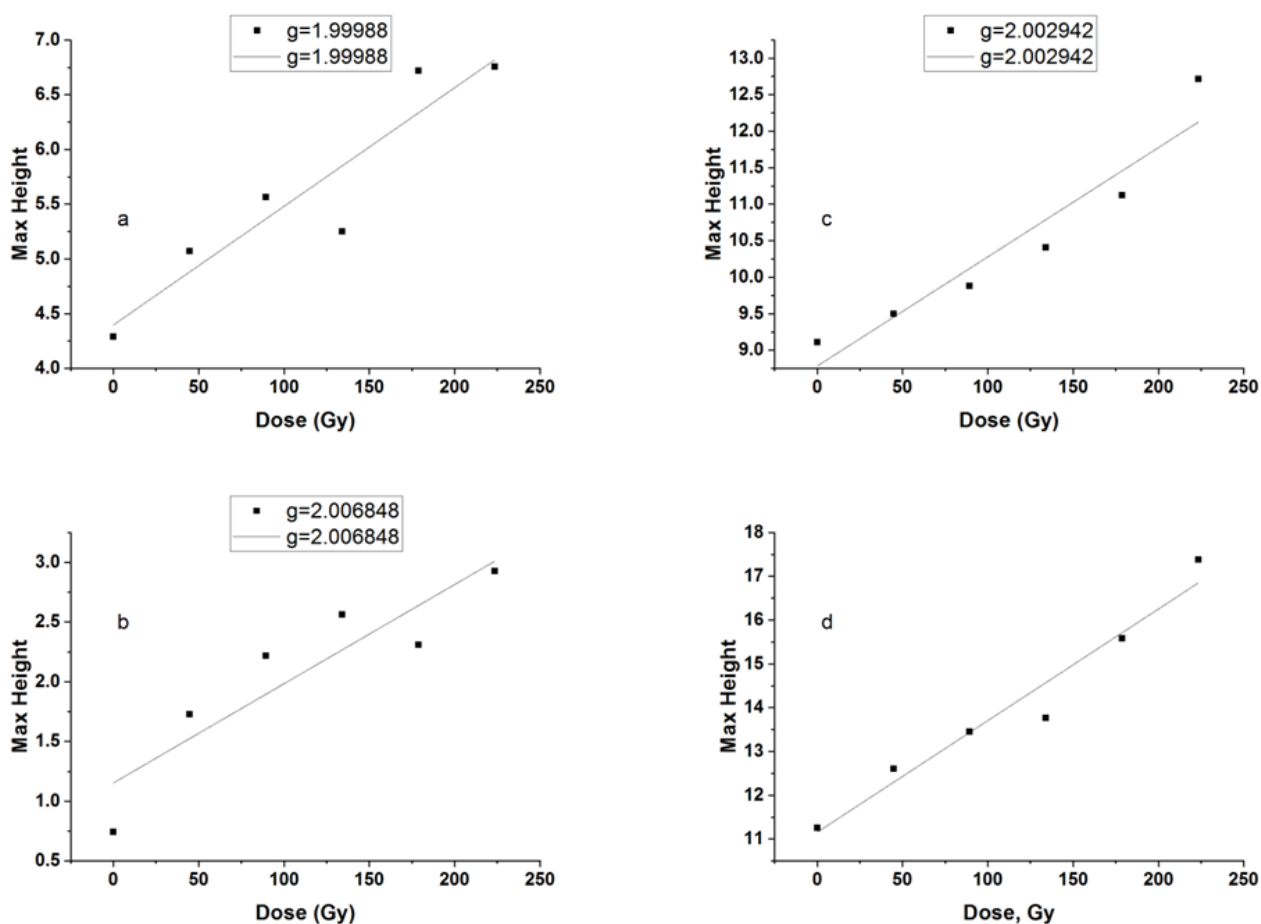 g=1.99988
g=1.99988
7.0
6.5
6.0
5.5
5.0
4.5
4.0
Max Height
a
0 50 100 150 200 250
Dose (Gy)
g=2.002942
g=2.002942
13.0
12.5
12.0
11.5
11.0
10.5
10.0
9.5
9.0
Max Height
c
0 50 100 150 200 250
Dose (Gy)
g=2.006848
g=2.006848
3.0
2.5
2.0
1.5
1.0
0.5
Max Height
b
0 50 100 150 200 250
Dose (Gy)
18
17
16
15
14
13
12
11
Max Height
d
0 50 100 150 200 250
Dose, Gy